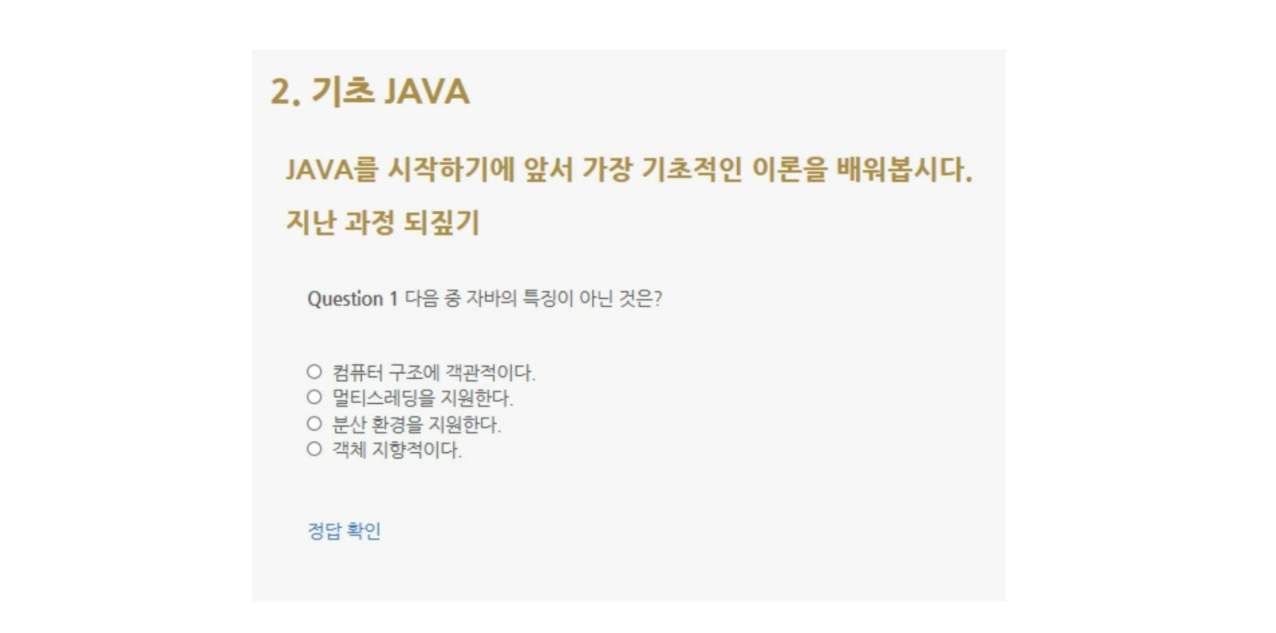 2. 기초 JAVA
JAVA를 시작하기에 앞서 가장 기초적인 이론을 배워봅시다.
지난 과정 되짚기
Question 1 다음 중 자바의 특징이 아닌 것은?
컴퓨터 구조에 객관적이다.
멀티스레딩을 지원한다.
분산 환경을 지원한다.
객체 지향적이다.
정답 확인